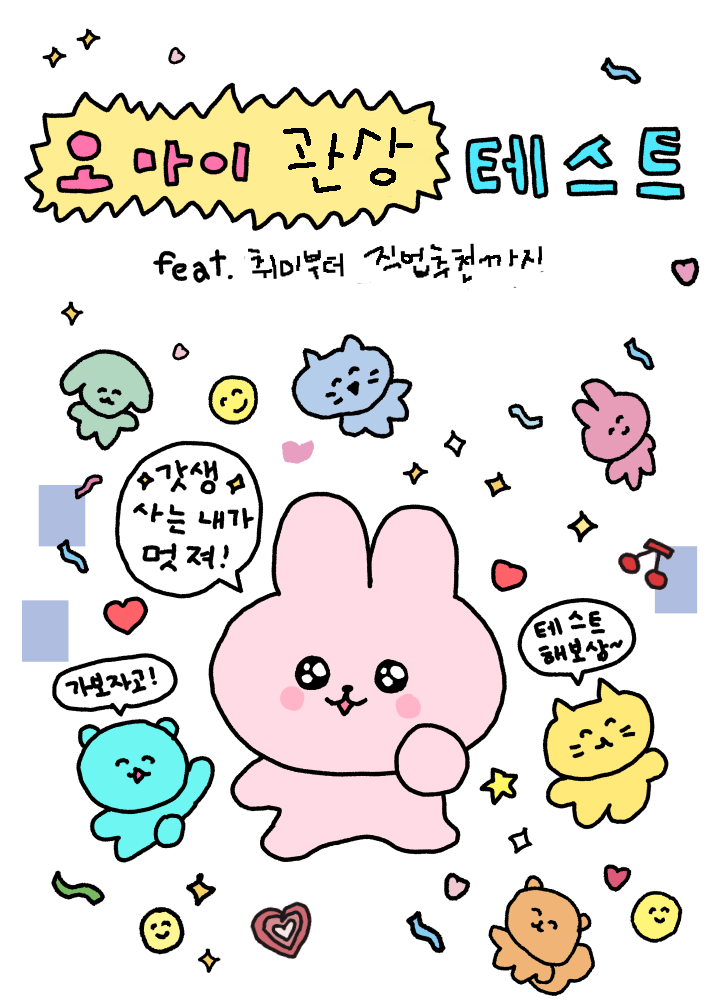 오 마이 관상 테스트
feat. 취미부터 직업추천까지
갓생
사는 내가
멋져!
테스트
해보삼~
가보자고!